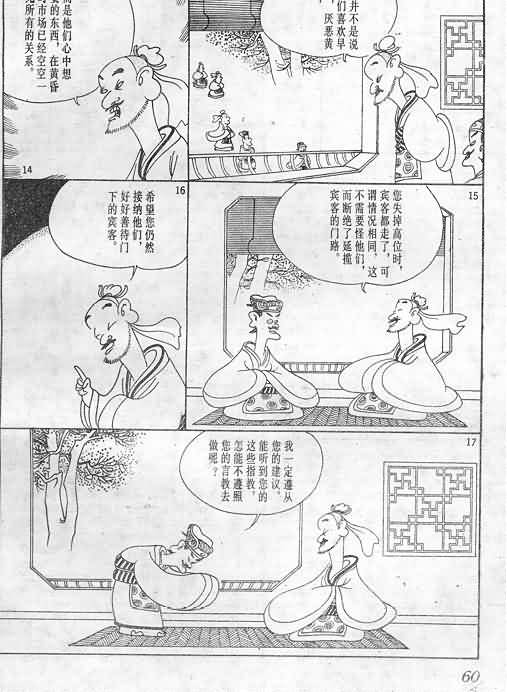 并不是说
们喜欢早
，厌恶黄
而是他们心中想
要的东西，在黄昏
市场已经空空一
无所有的关系。
14
15
您失掉高位时，
宾客都走了，可
谓情况相同，这
不需要怪他们，
而断绝了延揽
宾客的门路。
16
希望您仍然
接纳他们，
好好善待门
下的宾客。
17
我一定遵从
您的建议。
能听到您的
这些指教，
怎能不遵照
您的言教去
做呢？
60